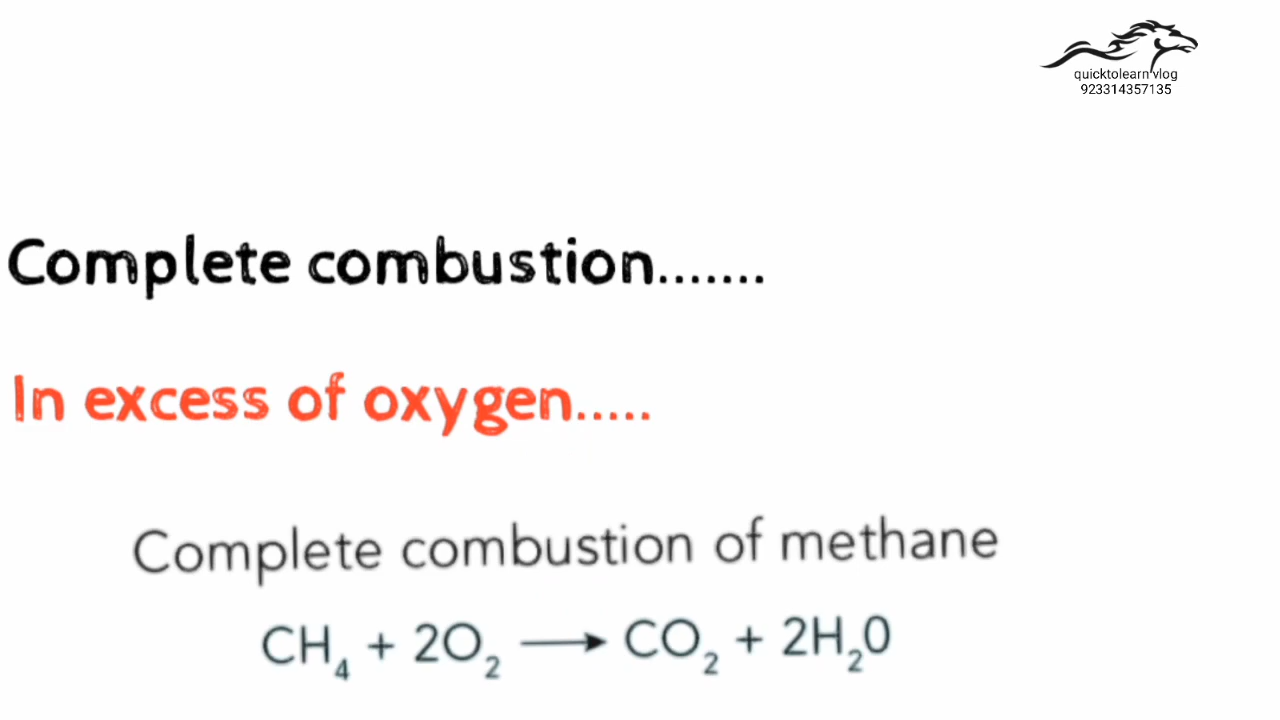 quicktolearn vlog
923314357135
Complete combustion.......
In excess of oxygen.....
Complete combustion of methane
CH₄ + 2O₂ ⟶ CO₂ + 2H₂0